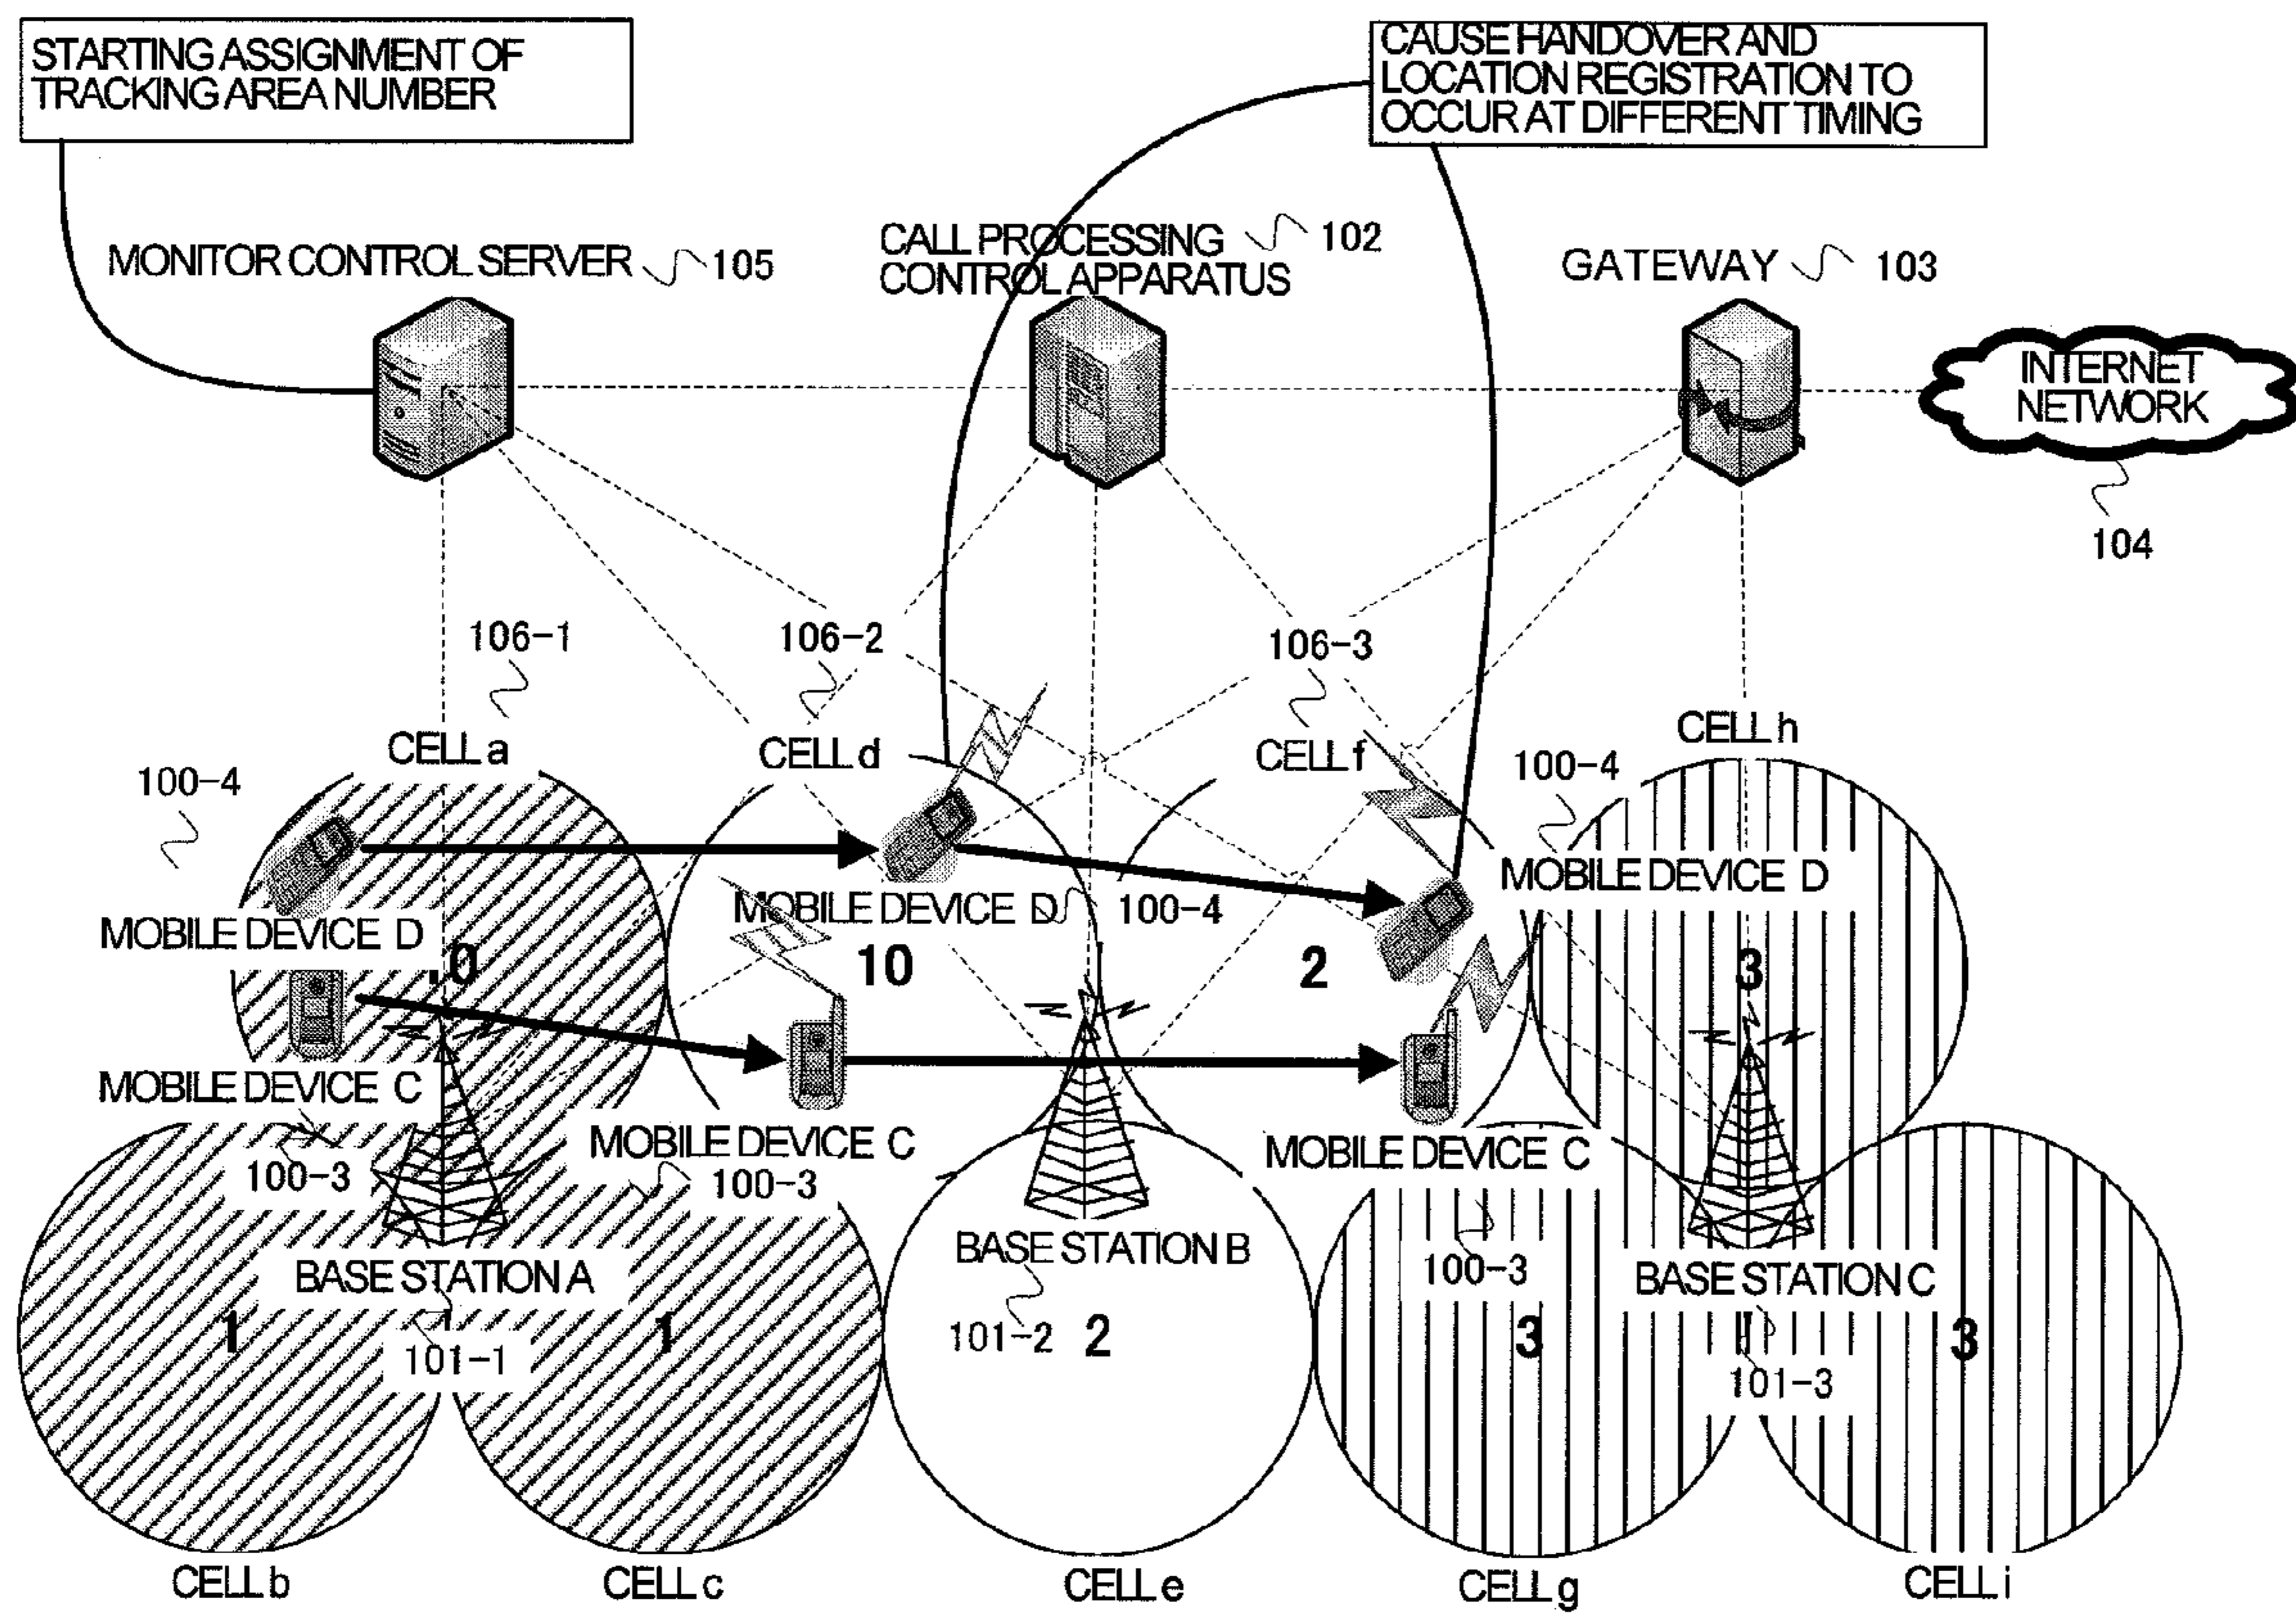 STARTING ASSIGNMENT OF
TRACKING AREA NUMBER
CAUSE HANDOVER AND
LOCATION REGISTRATION TO
OCCUR AT DIFFERENT TIMING
MONITOR CONTROL SERVER 105
CALL PROCESSING
CONTROL APPARATUS
102
GATEWAY 103
INTERNET
NETWORK
104
106-1
106-2
106-3
CELL a
CELL d
CELL f
CELL h
100-4
100-4
MOBILE DEVICE D
MOBILE DEVICE D
100-4
MOBILE DEVICE D
.0
10
2
3
MOBILE DEVICE C
100-3
MOBILE DEVICE C
100-3
MOBILE DEVICE C
100-3
BASE STATION A
101-1
BASE STATION B
101-2
BASE STATION C
101-3
1
1
2
3
3
CELL b
CELL c
CELL e
CELL g
CELL i